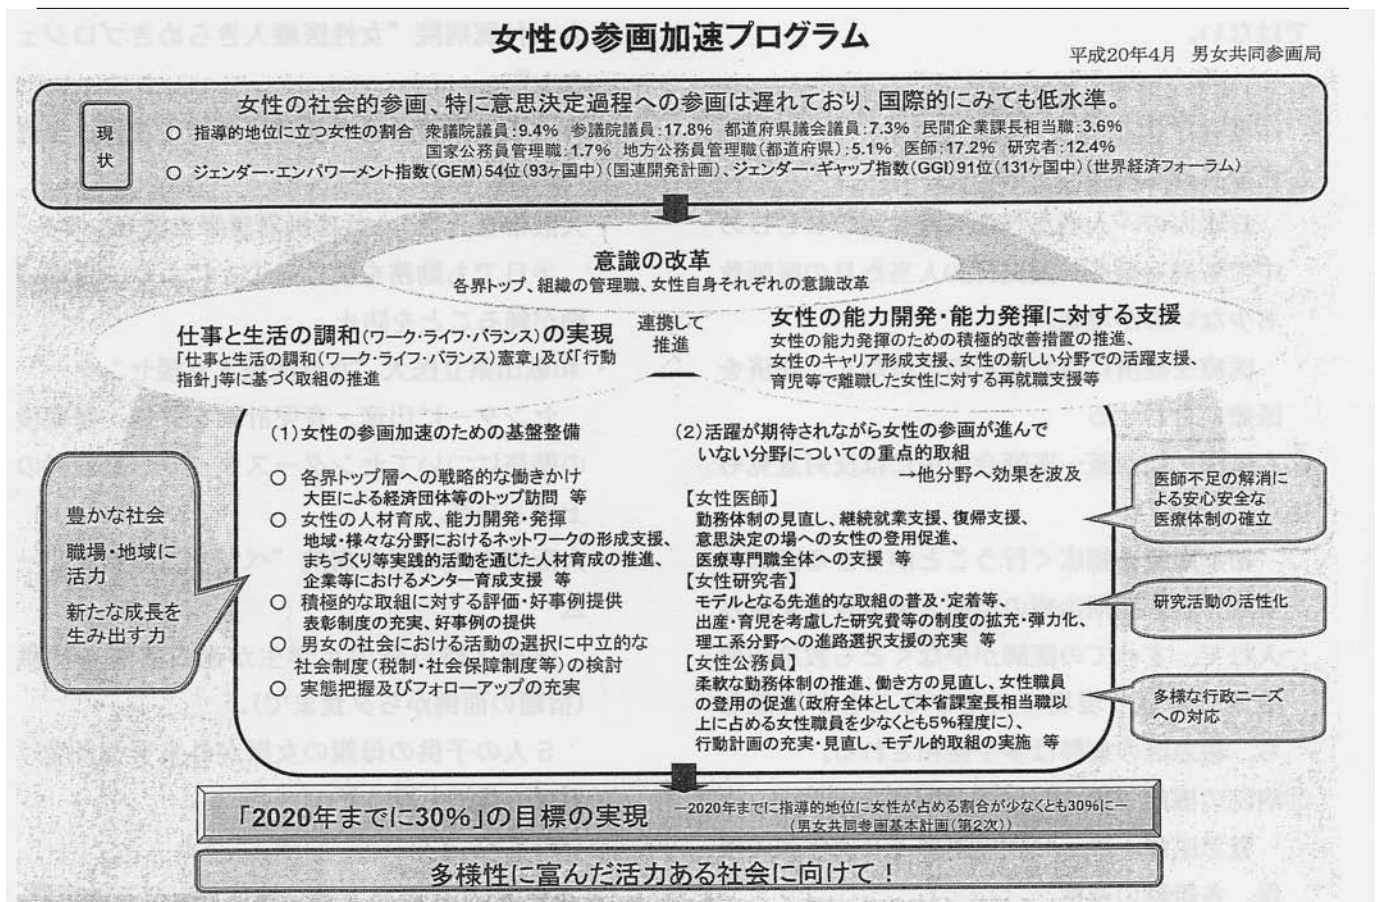 女性の参画加速プログラム
平成20年4月 男女共同参画局
現状
女性の社会的参画、特に意思決定過程への参画は遅れており、国際的にみても低水準。
○ 指導的地位に立つ女性の割合 衆議院議員:9.4% 参議院議員:17.8% 都道府県議会議員:7.3% 民間企業課長相当職:3.6%
国家公務員管理職:1.7% 地方公務員管理職(都道府県):5.1% 医師:17.2% 研究者:12.4%
○ ジェンダー・エンパワーメント指数(GEM)54位(93ヶ国中)(国連開発計画)、ジェンダー・ギャップ指数(GGI)91位(131ヶ国中)(世界経済フォーラム)
意識の改革
各界トップ、組織の管理職、女性自身それぞれの意識改革
仕事と生活の調和(ワーク・ライフ・バランス)の実現
「仕事と生活の調和(ワーク・ライフ・バランス)憲章」及び「行動
指針」等に基づく取組の推進
連携して
推進
女性の能力開発・能力発揮に対する支援
女性の能力発揮のための積極的改善措置の推進、
女性のキャリア形成支援、女性の新しい分野での活躍支援、
育児等で離職した女性に対する再就職支援等
(1)女性の参画加速のための基盤整備
○ 各界トップ層への戦略的な働きかけ
大臣による経済団体等のトップ訪問 等
○ 女性の人材育成、能力開発・発揮
地域・様々な分野におけるネットワークの形成支援、
まちづくり等実践的活動を通じた人材育成の推進、
企業等におけるメンター育成支援 等
○ 積極的な取組に対する評価・好事例提供
表彰制度の充実、好事例の提供
○ 男女の社会における活動の選択に中立的な
社会制度(税制・社会保障制度等)の検討
○ 実態把握及びフォローアップの充実
(2)活躍が期待されながら女性の参画が進んで
いない分野についての重点的取組
→他分野へ効果を波及
【女性医師】
勤務体制の見直し、継続就業支援、復帰支援、
意思決定の場への女性の登用促進、
医療専門職全体への支援 等
【女性研究者】
モデルとなる先進的な取組の普及・定着等、
出産・育児を考慮した研究費等の制度の拡充・弾力化、
理工系分野への進路選択支援の充実 等
【女性公務員】
柔軟な勤務体制の推進、働き方の見直し、女性職員
の登用の促進(政府全体として本省課室長相当職以
上に占める女性職員を少なくとも5%程度に)、
行動計画の充実・見直し、モデル的取組の実施 等
豊かな社会
職場・地域に
活力
新たな成長を
生み出す力
医師不足の解消に
よる安心安全な
医療体制の確立
研究活動の活性化
多様な行政ニーズ
への対応
「2020年までに30%」の目標の実現
―2020年までに指導的地位に女性が占める割合が少なくとも30%に―
(男女共同参画基本計画(第2次))
多様性に富んだ活力ある社会に向けて！